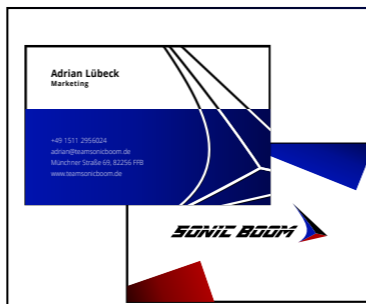 Adrian Lübeck
Marketing
+49 1511 2956024
adrian@teamsonicboom.de
Münchner Straße 69, 82256 FFB
www.teamsonicboom.de
SONIC BOOM